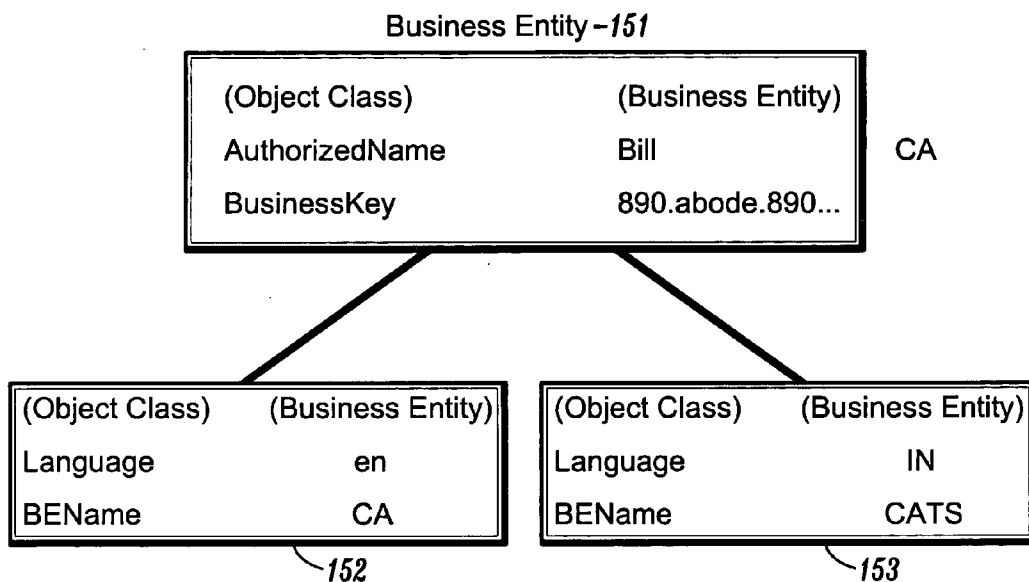 Business Entity -151
(Object Class) (Business Entity)
AuthorizedName Bill CA
BusinessKey 890.abode.890...
(Object Class) (Business Entity)
Language en
BEName CA
152
(Object Class) (Business Entity)
Language IN
BEName CATS
153